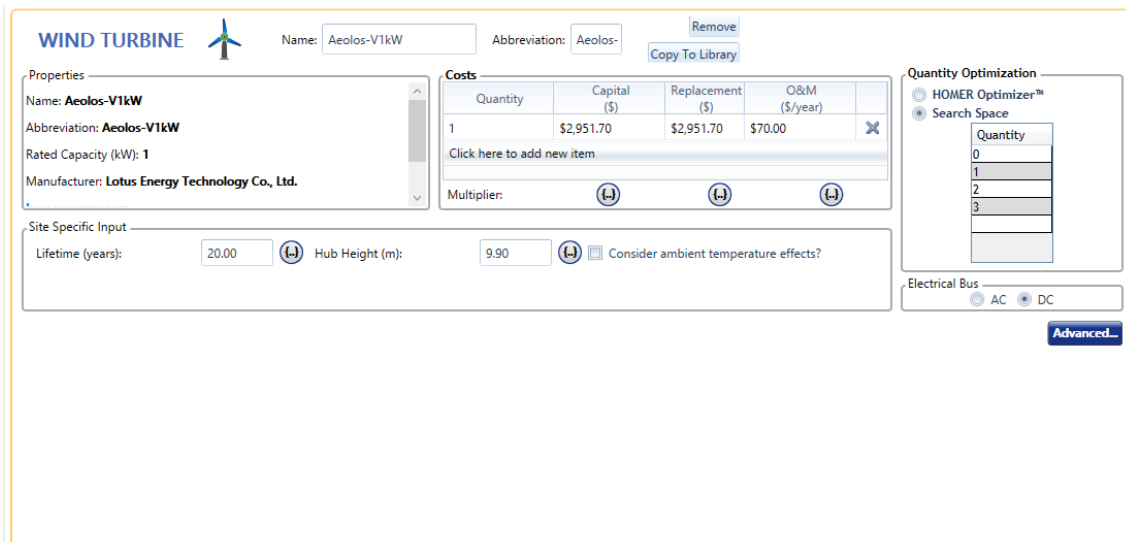 WIND TURBINE
Name: Aeolos-V1kW
Abbreviation: Aeolos-
Remove
Copy To Library
Properties
Name: Aeolos-V1kW
Abbreviation: Aeolos-V1kW
Rated Capacity (kW): 1
Manufacturer: Lotus Energy Technology Co., Ltd.
Costs
Quantity Capital ($) Replacement ($) O&M ($/year)
1 $2,951.70 $2,951.70 $70.00
Click here to add new item
Multiplier: {..} {..} {..}
Site Specific Input
Lifetime (years): 20.00 {..} Hub Height (m): 9.90 {..} Consider ambient temperature effects?
Quantity Optimization
HOMER Optimizer™
Search Space
Quantity
0
1
2
3
Electrical Bus
AC DC
Advanced...